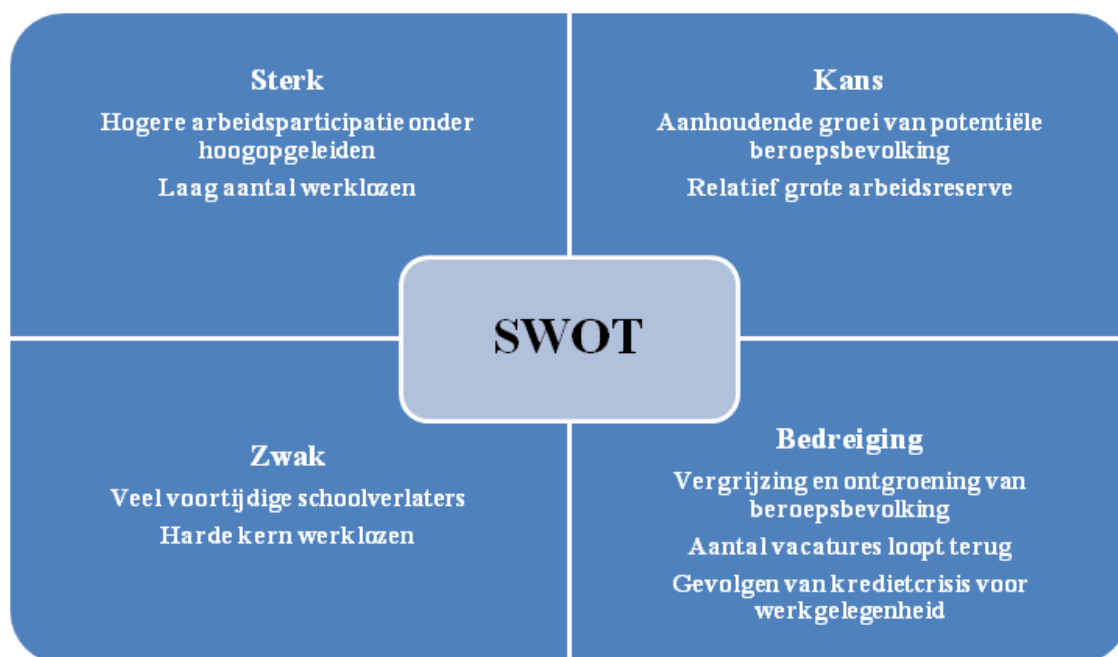 Sterk
Hogere arbeidsparticipatie onder
hoogopgeleiden
Laag aantal werklozen
Kans
Aanhoudende groei van potentiële
beroepsbevolking
Relatief grote arbeidsreserve
SWOT
Zwak
Veel voortijdige schoolverlaters
Harde kern werklozen
Bedreiging
Vergrijzing en ontgroening van
beroepsbevolking
Aantal vacatures loopt terug
Gevolgen van kredietcrisis voor
werkgelegenheid